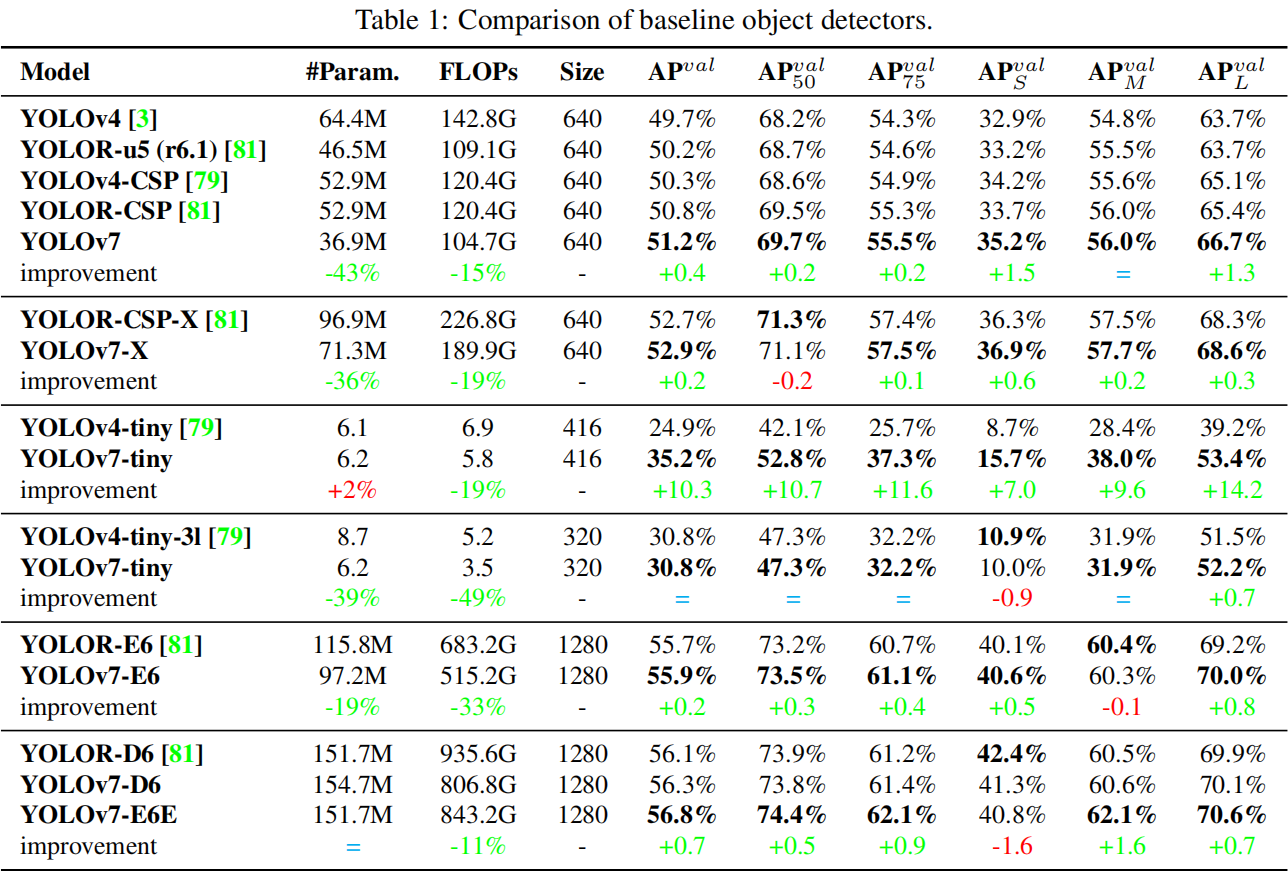 Table 1: Comparison of baseline object detectors.
Model #Param. FLOPs Size AP^val AP^val_50 AP^val_75 AP^val_S AP^val_M AP^val_L
YOLOv4 [3] 64.4M 142.8G 640 49.7% 68.2% 54.3% 32.9% 54.8% 63.7%
YOLOR-u5 (r6.1) [81] 46.5M 109.1G 640 50.2% 68.7% 54.6% 33.2% 55.5% 63.7%
YOLOv4-CSP [79] 52.9M 120.4G 640 50.3% 68.6% 54.9% 34.2% 55.6% 65.1%
YOLOR-CSP [81] 52.9M 120.4G 640 50.8% 69.5% 55.3% 33.7% 56.0% 65.4%
YOLOv7 36.9M 104.7G 640 51.2% 69.7% 55.5% 35.2% 56.0% 66.7%
improvement -43% -15% - +0.4 +0.2 +0.2 +1.5 = +1.3
YOLOR-CSP-X [81] 96.9M 226.8G 640 52.7% 71.3% 57.4% 36.3% 57.5% 68.3%
YOLOv7-X 71.3M 189.9G 640 52.9% 71.1% 57.5% 36.9% 57.7% 68.6%
improvement -36% -19% - +0.2 -0.2 +0.1 +0.6 +0.2 +0.3
YOLOv4-tiny [79] 6.1 6.9 416 24.9% 42.1% 25.7% 8.7% 28.4% 39.2%
YOLOv7-tiny 6.2 5.8 416 35.2% 52.8% 37.3% 15.7% 38.0% 53.4%
improvement +2% -19% - +10.3 +10.7 +11.6 +7.0 +9.6 +14.2
YOLOv4-tiny-3l [79] 8.7 5.2 320 30.8% 47.3% 32.2% 10.9% 31.9% 51.5%
YOLOv7-tiny 6.2 3.5 320 30.8% 47.3% 32.2% 10.0% 31.9% 52.2%
improvement -39% -49% - = = = -0.9 = +0.7
YOLOR-E6 [81] 115.8M 683.2G 1280 55.7% 73.2% 60.7% 40.1% 60.4% 69.2%
YOLOv7-E6 97.2M 515.2G 1280 55.9% 73.5% 61.1% 40.6% 60.3% 70.0%
improvement -19% -33% - +0.2 +0.3 +0.4 +0.5 -0.1 +0.8
YOLOR-D6 [81] 151.7M 935.6G 1280 56.1% 73.9% 61.2% 42.4% 60.5% 69.9%
YOLOv7-D6 154.7M 806.8G 1280 56.3% 73.8% 61.4% 41.3% 60.6% 70.1%
YOLOv7-E6E 151.7M 843.2G 1280 56.8% 74.4% 62.1% 40.8% 62.1% 70.6%
improvement = -11% - +0.7 +0.5 +0.9 -1.6 +1.6 +0.7